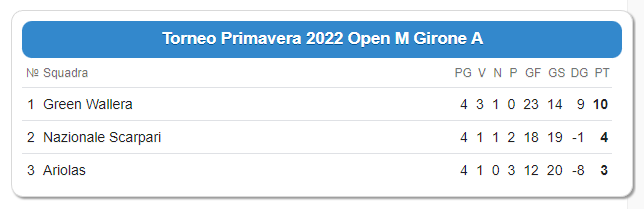 Torneo Primavera 2022 Open M Girone A
№ Squadra PG V N P GF GS DG PT
1 Green Wallera 4 3 1 0 23 14 9 10
2 Nazionale Scarpari 4 1 1 2 18 19 -1 4
3 Ariolas 4 1 0 3 12 20 -8 3